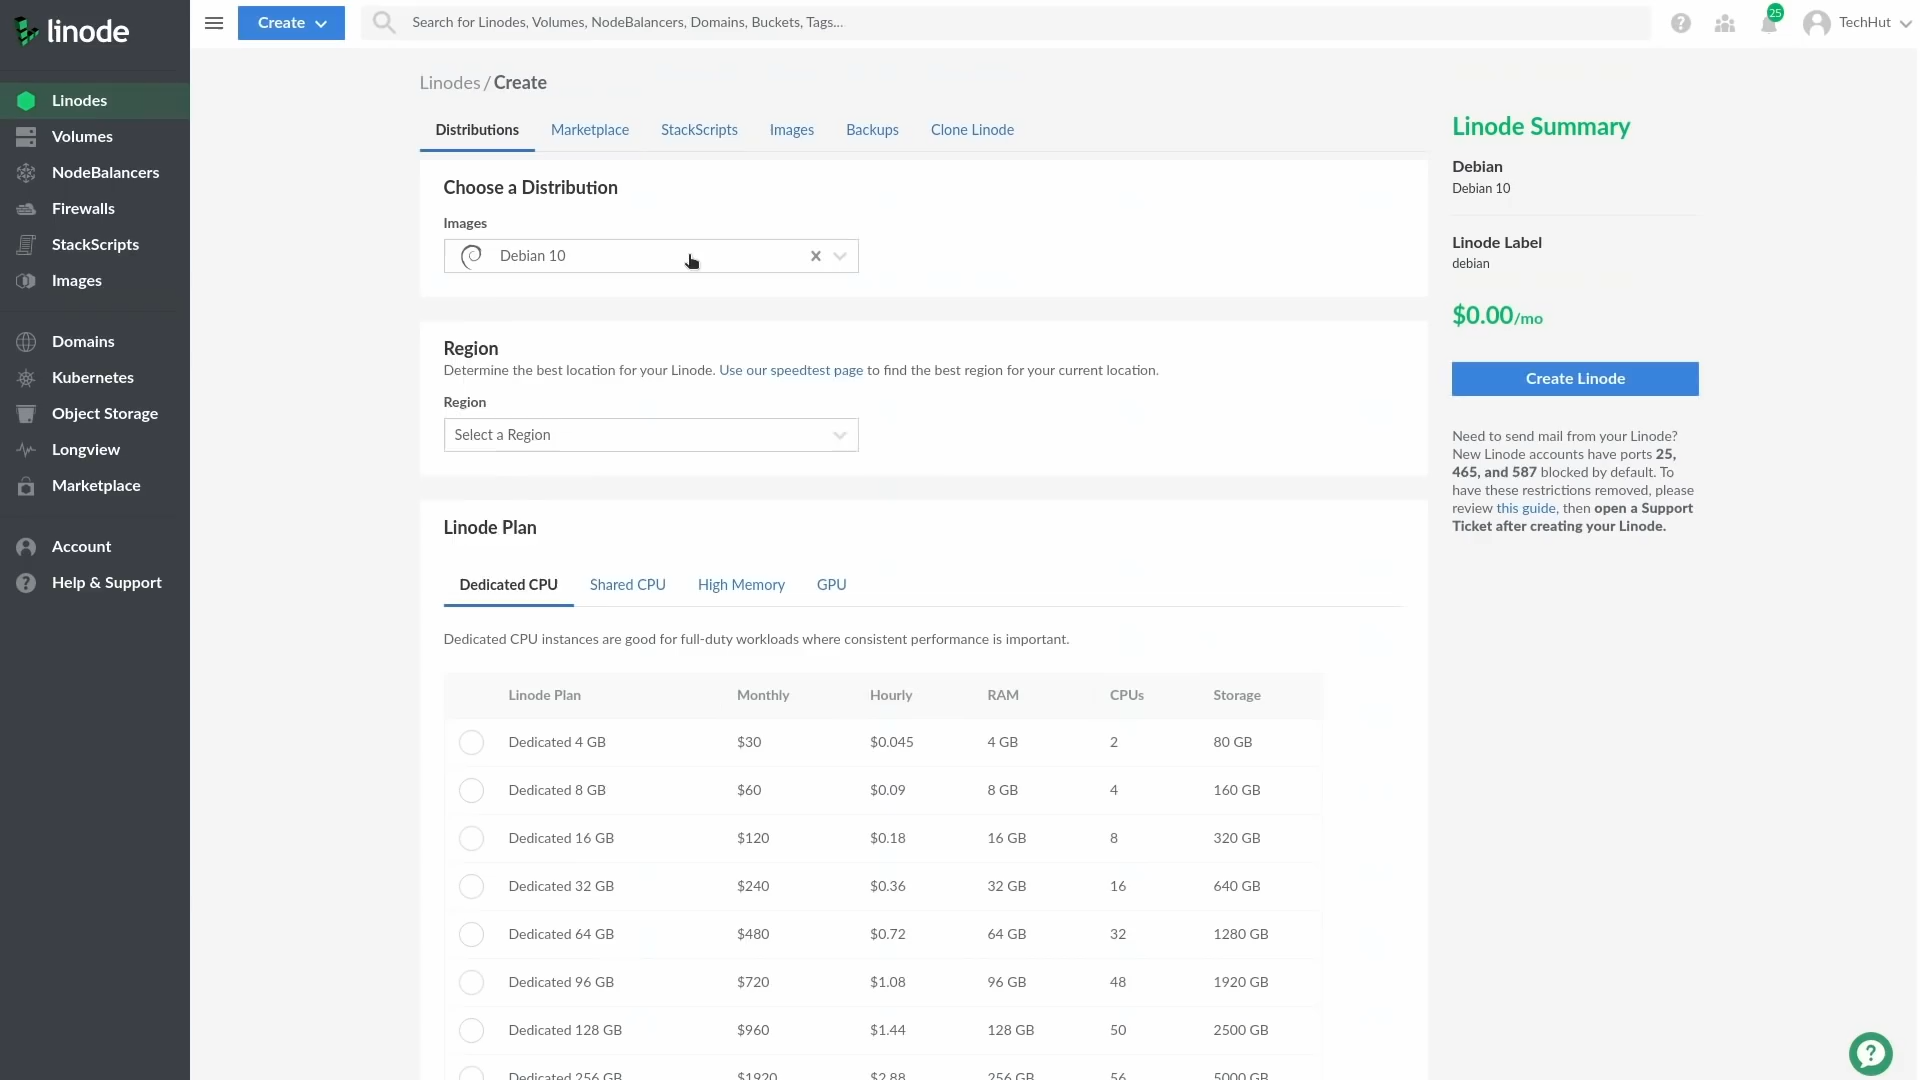 linode
Create
Search for Linodes, Volumes, NodeBalancers, Domains, Buckets, Tags...
25
TechHut
Linodes
Volumes
NodeBalancers
Firewalls
StackScripts
Images
Domains
Kubernetes
Object Storage
Longview
Marketplace
Account
Help & Support
Linodes / Create
Distributions Marketplace StackScripts Images Backups Clone Linode
Choose a Distribution
Images
Debian 10
Region
Determine the best location for your Linode. Use our speedtest page to find the best region for your current location.
Region
Select a Region
Linode Plan
Dedicated CPU Shared CPU High Memory GPU
Dedicated CPU instances are good for full-duty workloads where consistent performance is important.
Linode Plan Monthly Hourly RAM CPUs Storage
Dedicated 4 GB $30 $0.045 4 GB 2 80 GB
Dedicated 8 GB $60 $0.09 8 GB 4 160 GB
Dedicated 16 GB $120 $0.18 16 GB 8 320 GB
Dedicated 32 GB $240 $0.36 32 GB 16 640 GB
Dedicated 64 GB $480 $0.72 64 GB 32 1280 GB
Dedicated 96 GB $720 $1.08 96 GB 48 1920 GB
Dedicated 128 GB $960 $1.44 128 GB 50 2500 GB
Dedicated 256 GB $1920 $2.88 256 GB 56 5000 GB
Linode Summary
Debian
Debian 10
Linode Label
debian
$0.00/mo
Create Linode
Need to send mail from your Linode?
New Linode accounts have ports 25,
465, and 587 blocked by default. To
have these restrictions removed, please
review this guide, then open a Support
Ticket after creating your Linode.